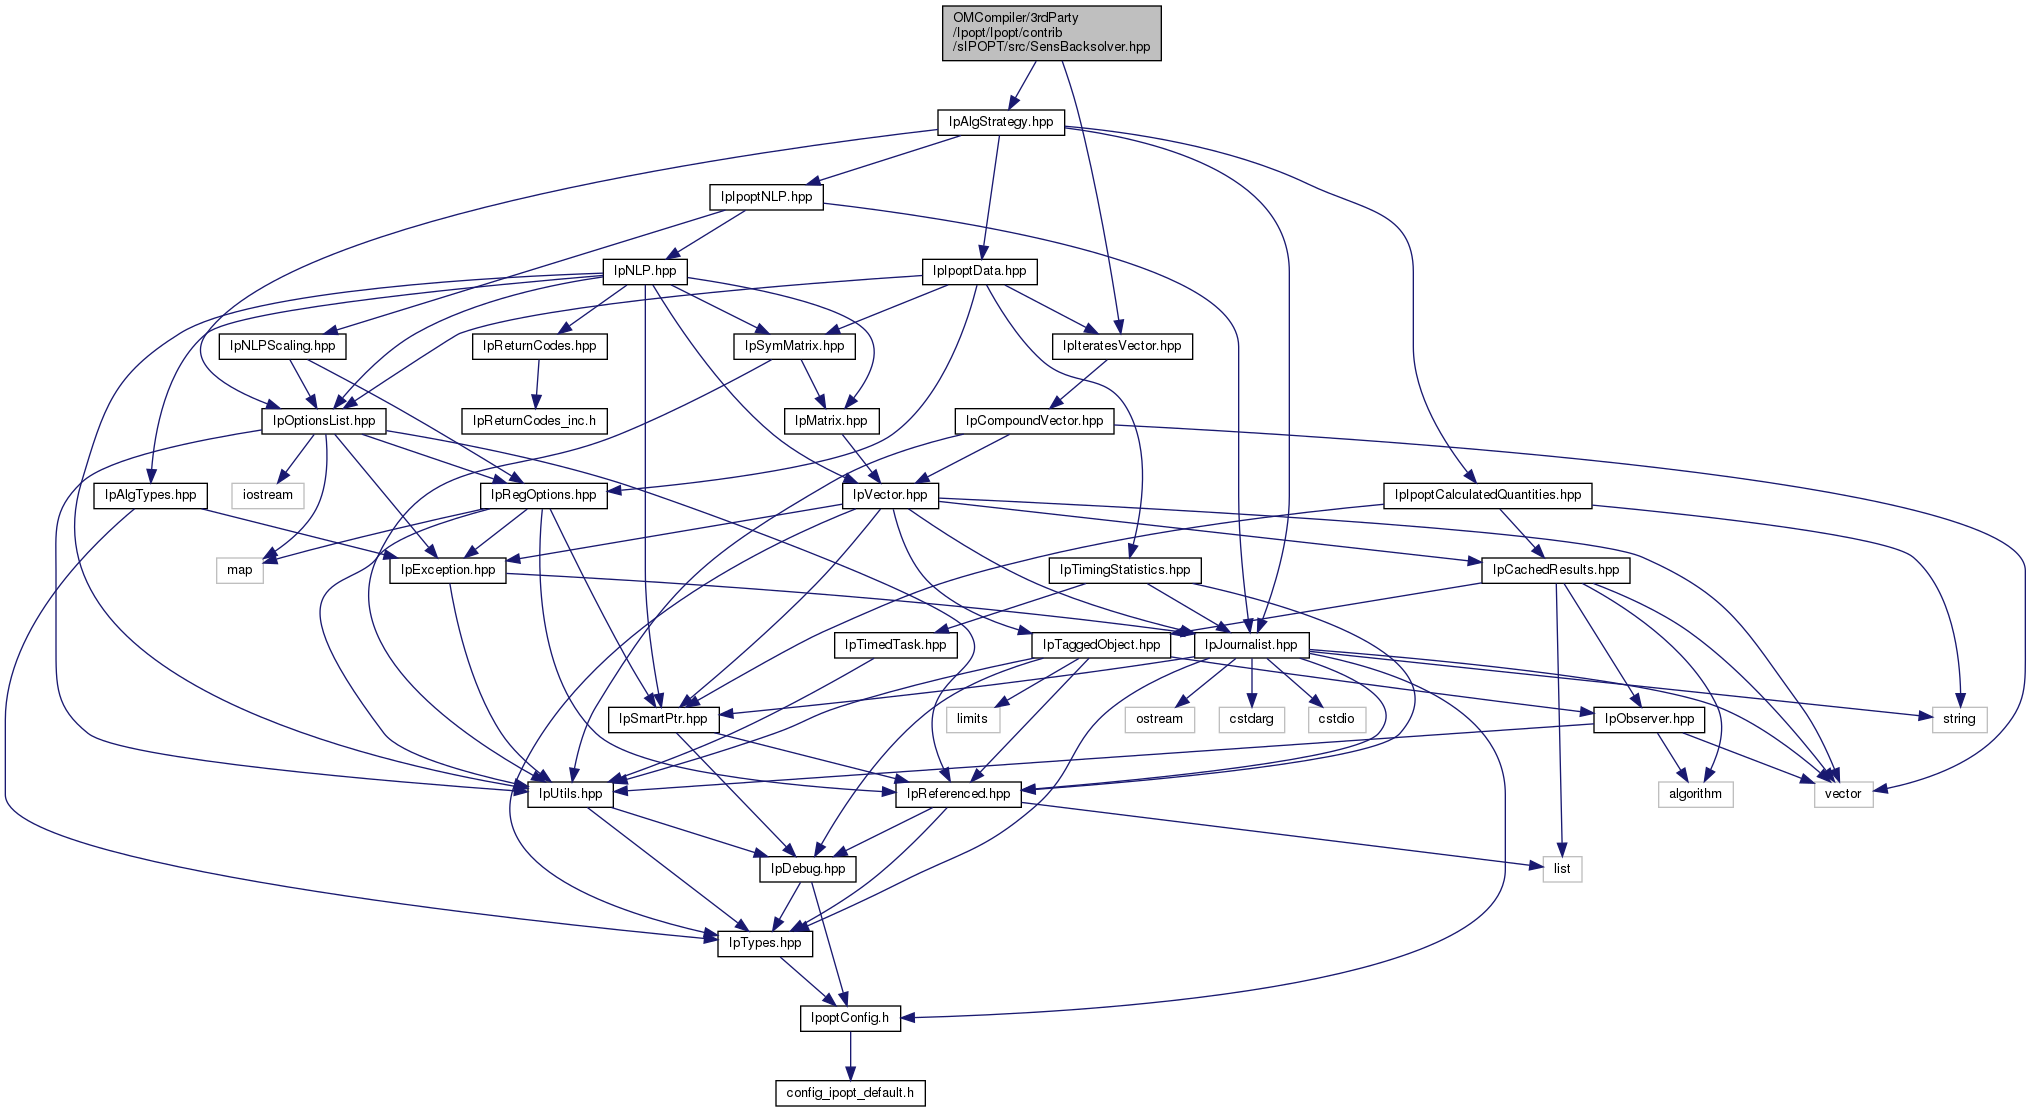 OMCompiler/3rdParty
/Ipopt/Ipopt/contrib
/sIPOPT/src/SensBacksolver.hpp
IpAlgStrategy.hpp
IpIpoptNLP.hpp
IpNLP.hpp
IpIpoptData.hpp
IpNLPScaling.hpp
IpReturnCodes.hpp
IpSymMatrix.hpp
IpIteratesVector.hpp
IpOptionsList.hpp
IpReturnCodes_inc.h
IpMatrix.hpp
IpCompoundVector.hpp
IpAlgTypes.hpp
iostream
IpRegOptions.hpp
IpVector.hpp
IpIpoptCalculatedQuantities.hpp
map
IpException.hpp
IpTimingStatistics.hpp
IpCachedResults.hpp
IpTimedTask.hpp
IpTaggedObject.hpp
IpJournalist.hpp
IpSmartPtr.hpp
limits
ostream
cstdarg
cstdio
IpObserver.hpp
string
IpUtils.hpp
IpReferenced.hpp
algorithm
vector
IpDebug.hpp
list
IpTypes.hpp
IpoptConfig.h
config_ipopt_default.h